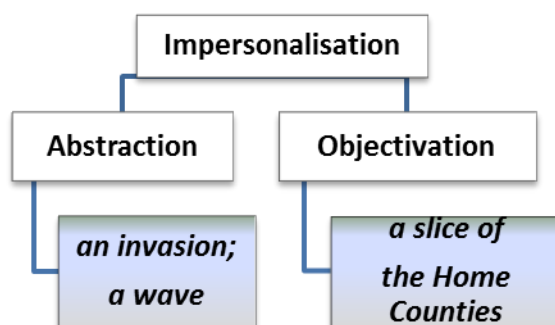 Impersonalisation
Abstraction
Objectivation
an invasion;
a wave
a slice of
the Home
Counties